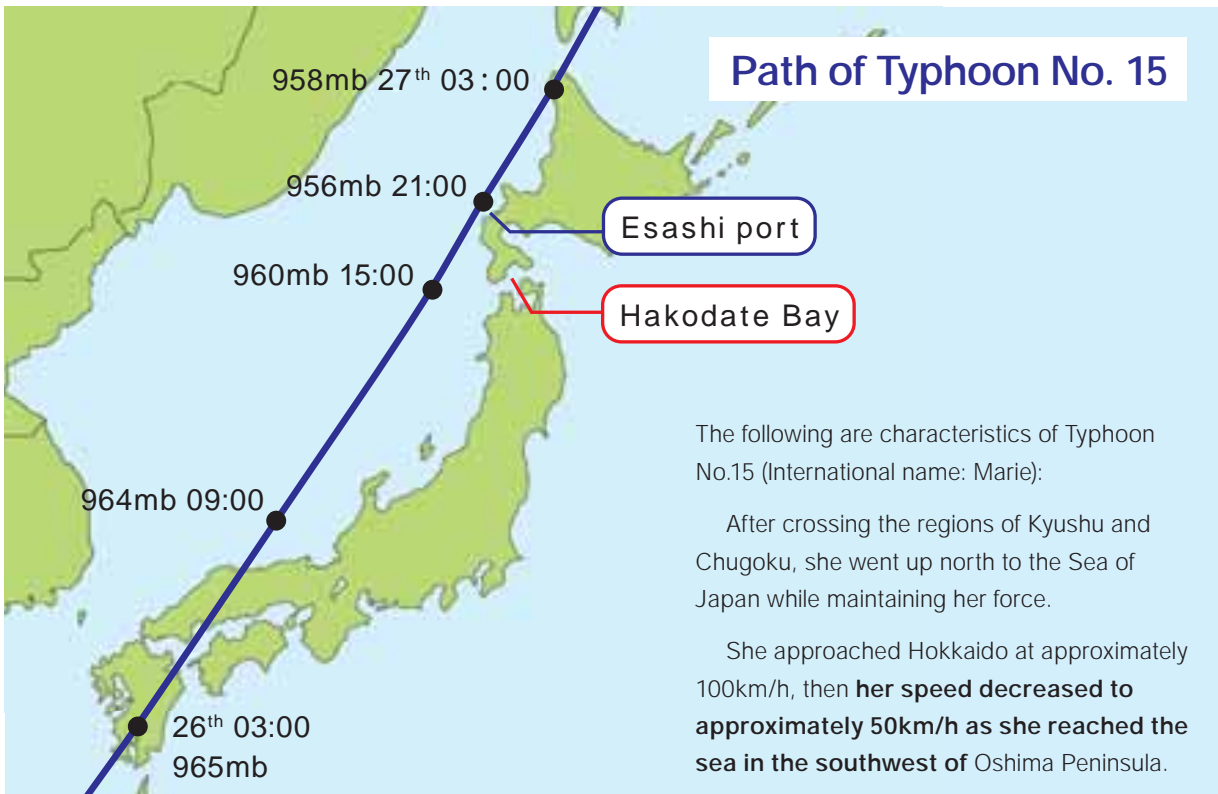 Path of Typhoon No. 15
958mb 27th 03:00
956mb 21:00
Esashi port
960mb 15:00
Hakodate Bay
964mb 09:00
26th 03:00
965mb
The following are characteristics of Typhoon
No.15 (International name: Marie):
After crossing the regions of Kyushu and
Chugoku, she went up north to the Sea of
Japan while maintaining her force.
She approached Hokkaido at approximately
100km/h, then her speed decreased to
approximately 50km/h as she reached the
sea in the southwest of Oshima Peninsula.